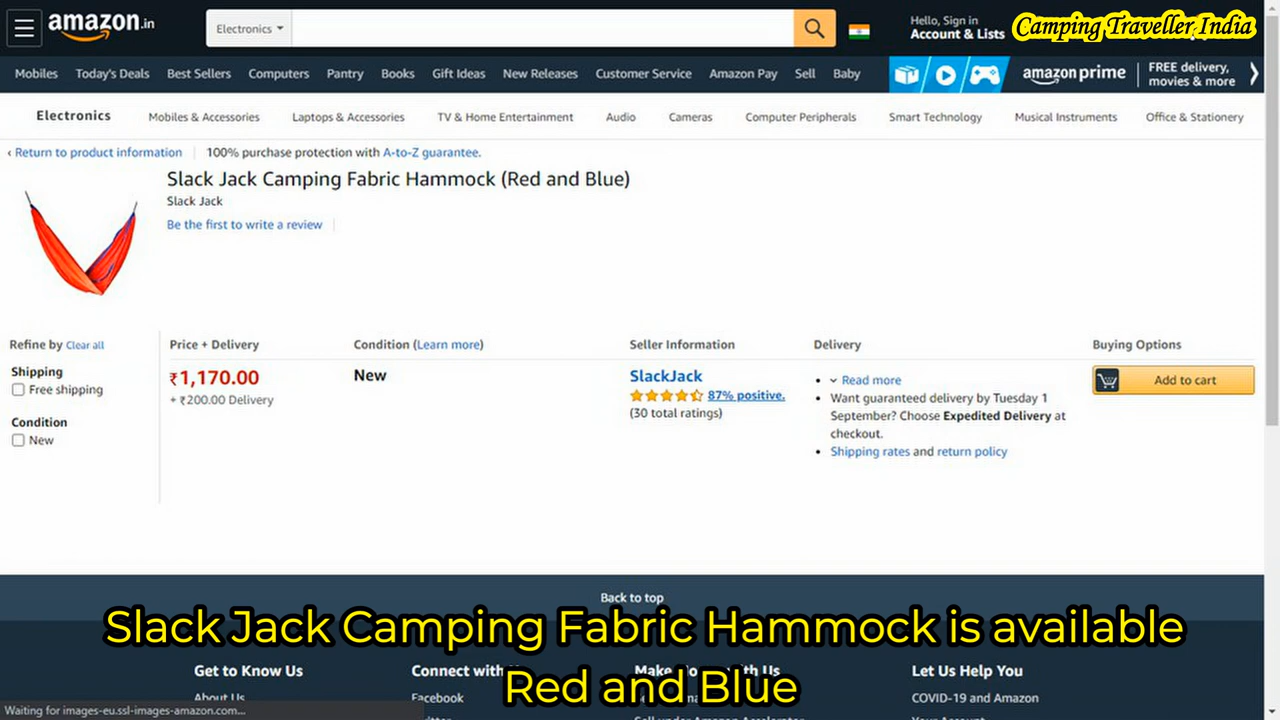 amazon.in
Electronics
Hello, Sign in
Account & Lists
Camping Traveller India
Mobiles Today's Deals Best Sellers Computers Pantry Books Gift Ideas New Releases Customer Service Amazon Pay Sell Baby
amazon prime
FREE delivery,
movies & more
Electronics Mobiles & Accessories Laptops & Accessories TV & Home Entertainment Audio Cameras Computer Peripherals Smart Technology Musical Instruments Office & Stationery
‹ Return to product information 100% purchase protection with A-to-Z guarantee.
Slack Jack Camping Fabric Hammock (Red and Blue)
Slack Jack
Be the first to write a review
Refine by Clear all
Shipping
Free shipping
Condition
New
Price + Delivery Condition (Learn more) Seller Information Delivery Buying Options
₹1,170.00
+ ₹200.00 Delivery
New
SlackJack
87% positive.
(30 total ratings)
• Read more
• Want guaranteed delivery by Tuesday 1
September? Choose Expedited Delivery at
checkout.
• Shipping rates and return policy
Add to cart
Back to top
Slack Jack Camping Fabric Hammock is available
Red and Blue
Get to Know Us
About Us
Connect with
Facebook
Let Us Help You
COVID-19 and Amazon
Waiting for images-eu.ssl-images-amazon.com...